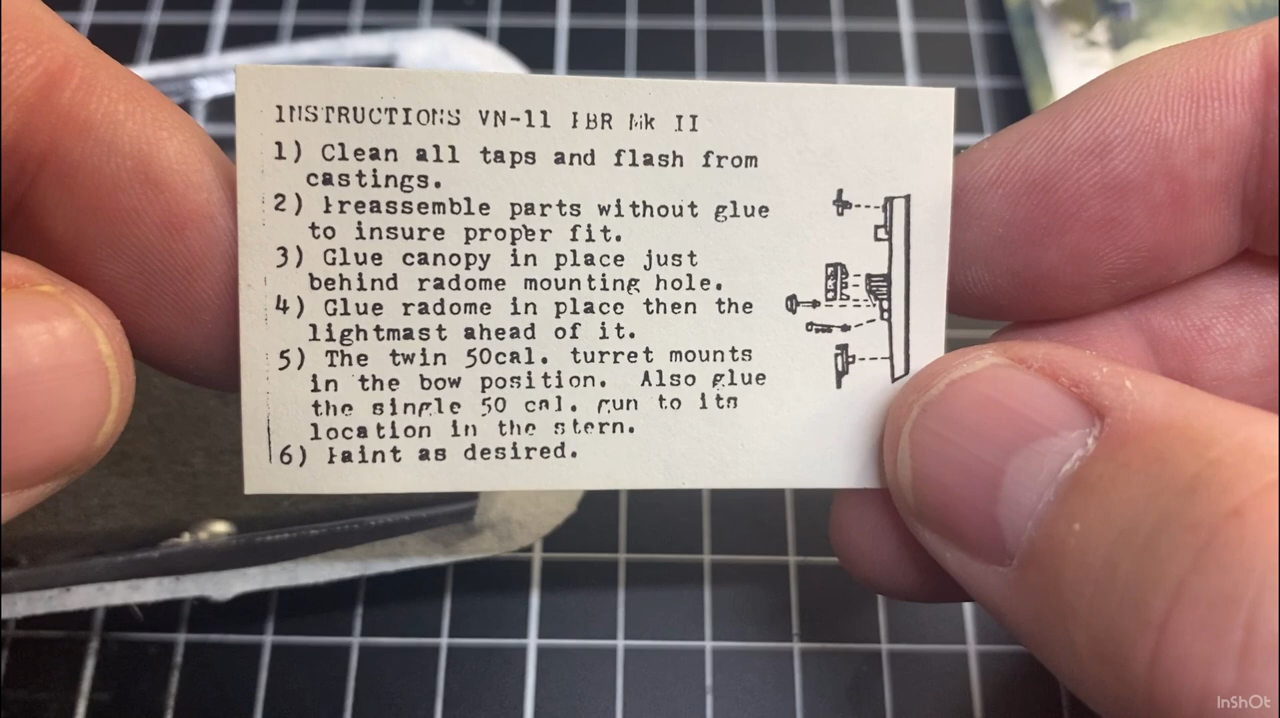 INSTRUCTIONS VN-11 PBR Mk II
1) Clean all taps and flash from
castings.
2) Preassemble parts without glue
to insure proper fit.
3) Glue canopy in place just
behind radome mounting hole.
4) Glue radome in place then the
lightmast ahead of it.
5) The twin 50cal. turret mounts
in the bow position. Also glue
the single 50 cal. gun to its
location in the stern.
6) Paint as desired.
InShOt